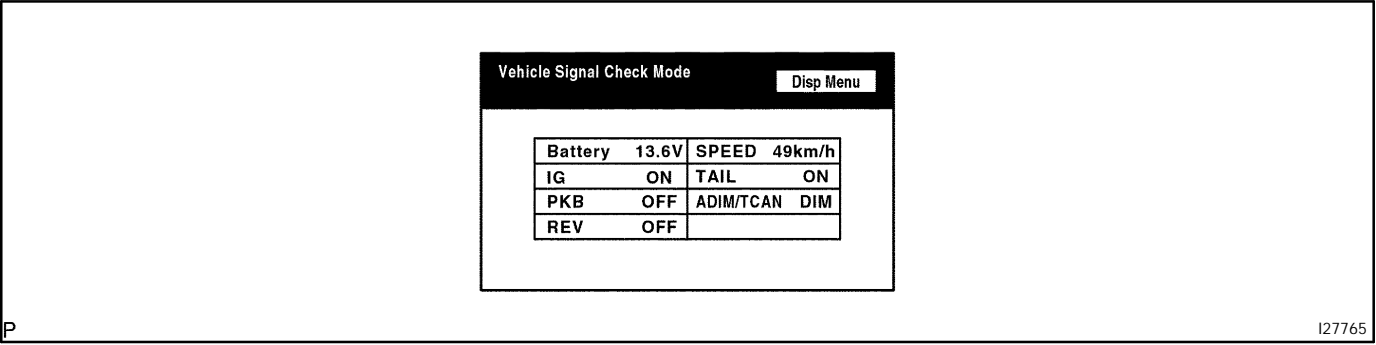 Vehicle Signal Check Mode
Disp Menu
Battery 13.6V SPEED 49km/h
IG ON TAIL ON
PKB OFF ADIM/TCAN DIM
REV OFF
P
I27765